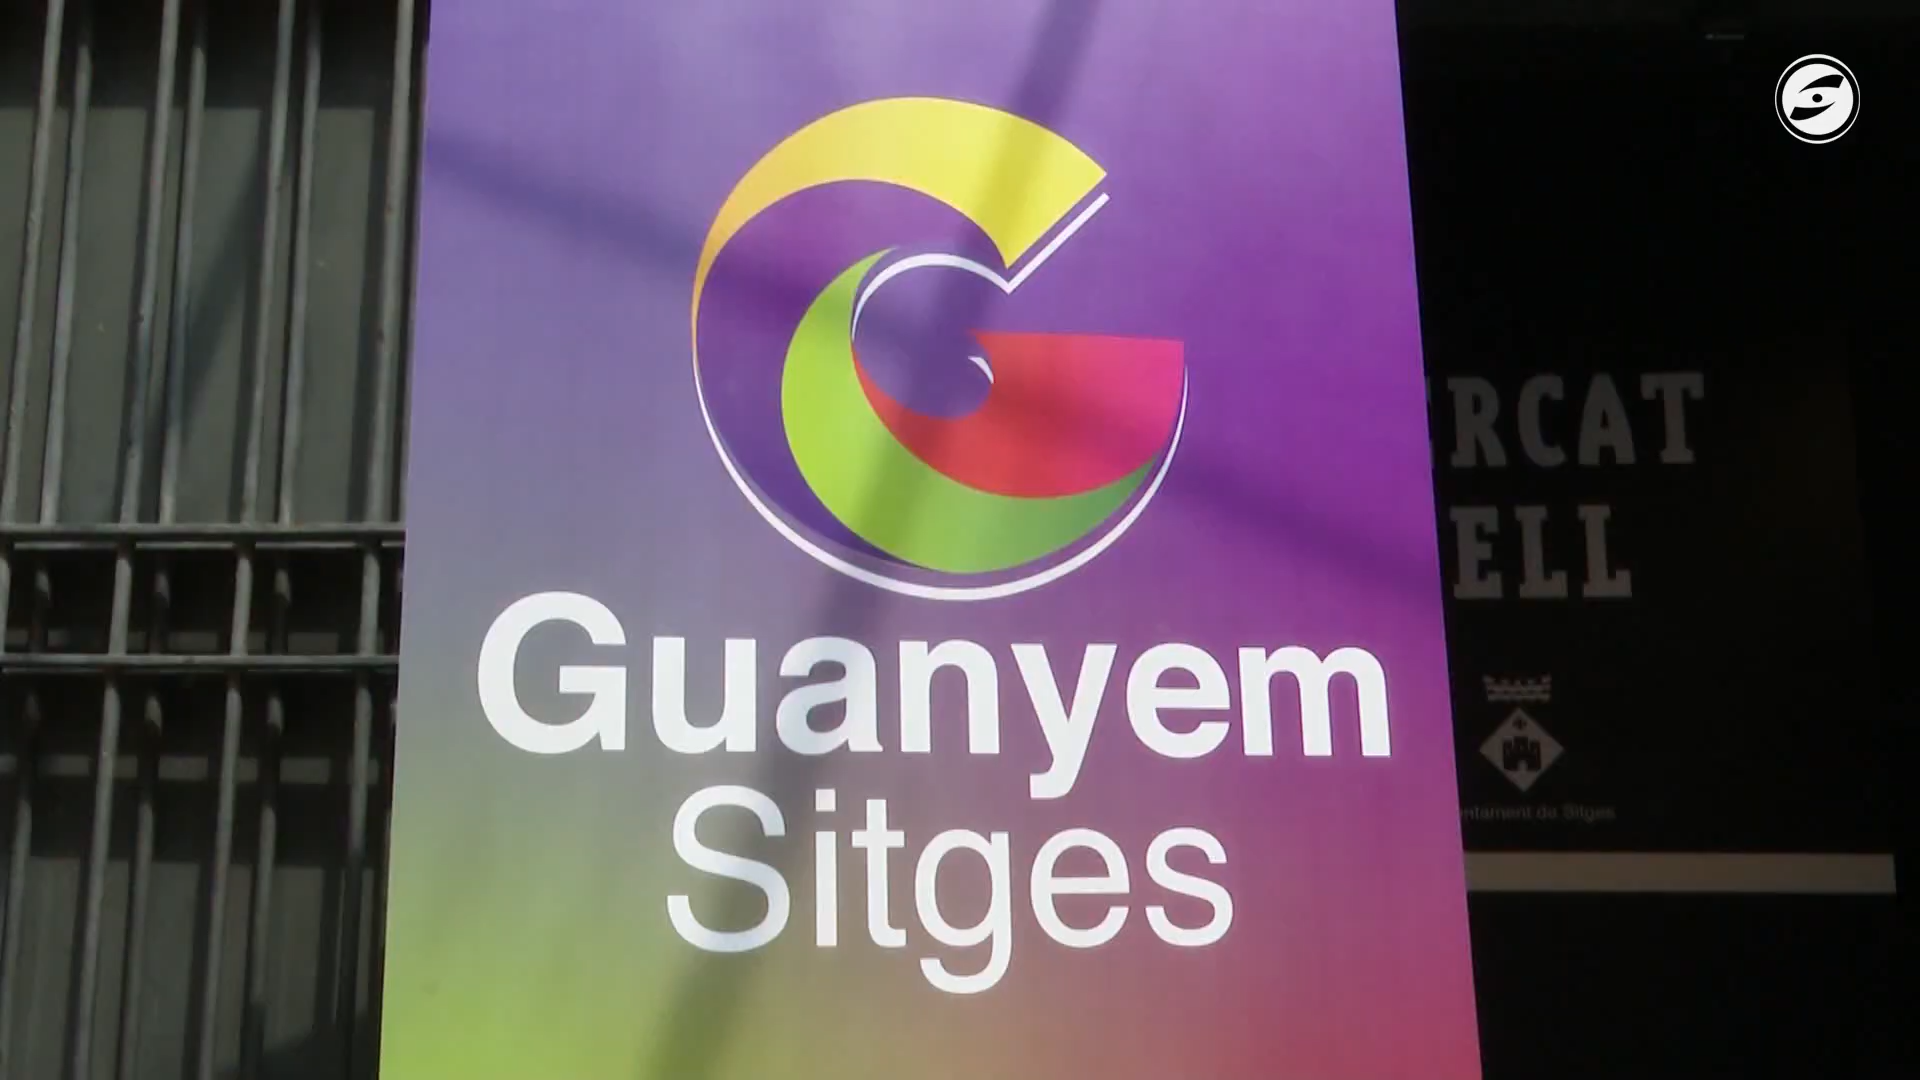 Guanyem
Sitges
RCAT
ELL
ntament de Sitges